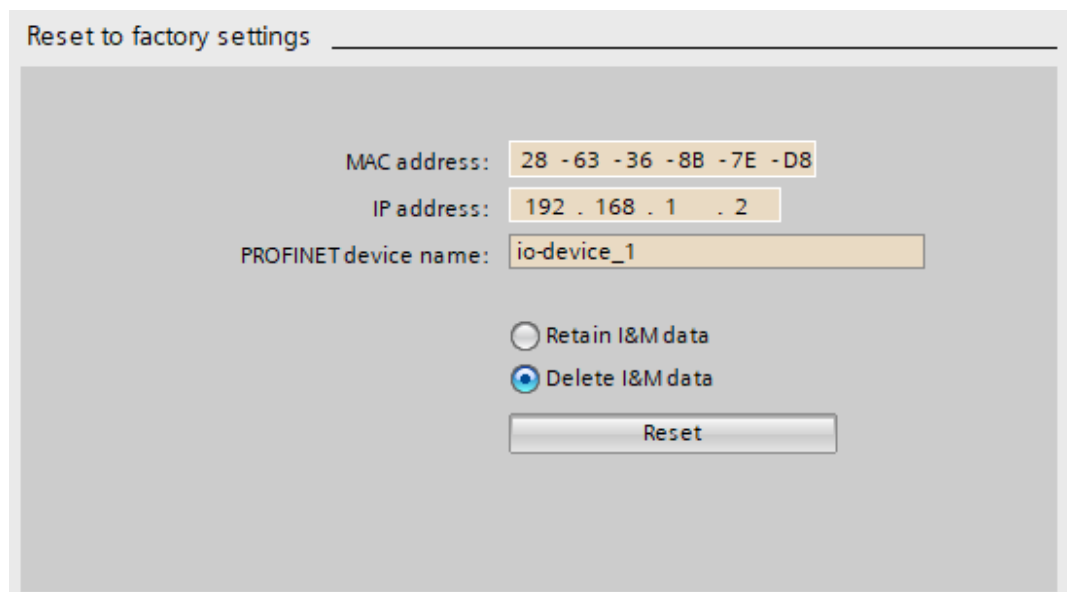 Reset to factory settings
MAC address: 28 - 63 - 36 - 8B - 7E - D8
IP address: 192 . 168 . 1 . 2
PROFINET device name: io-device_1
Retain I&M data
Delete I&M data
Reset